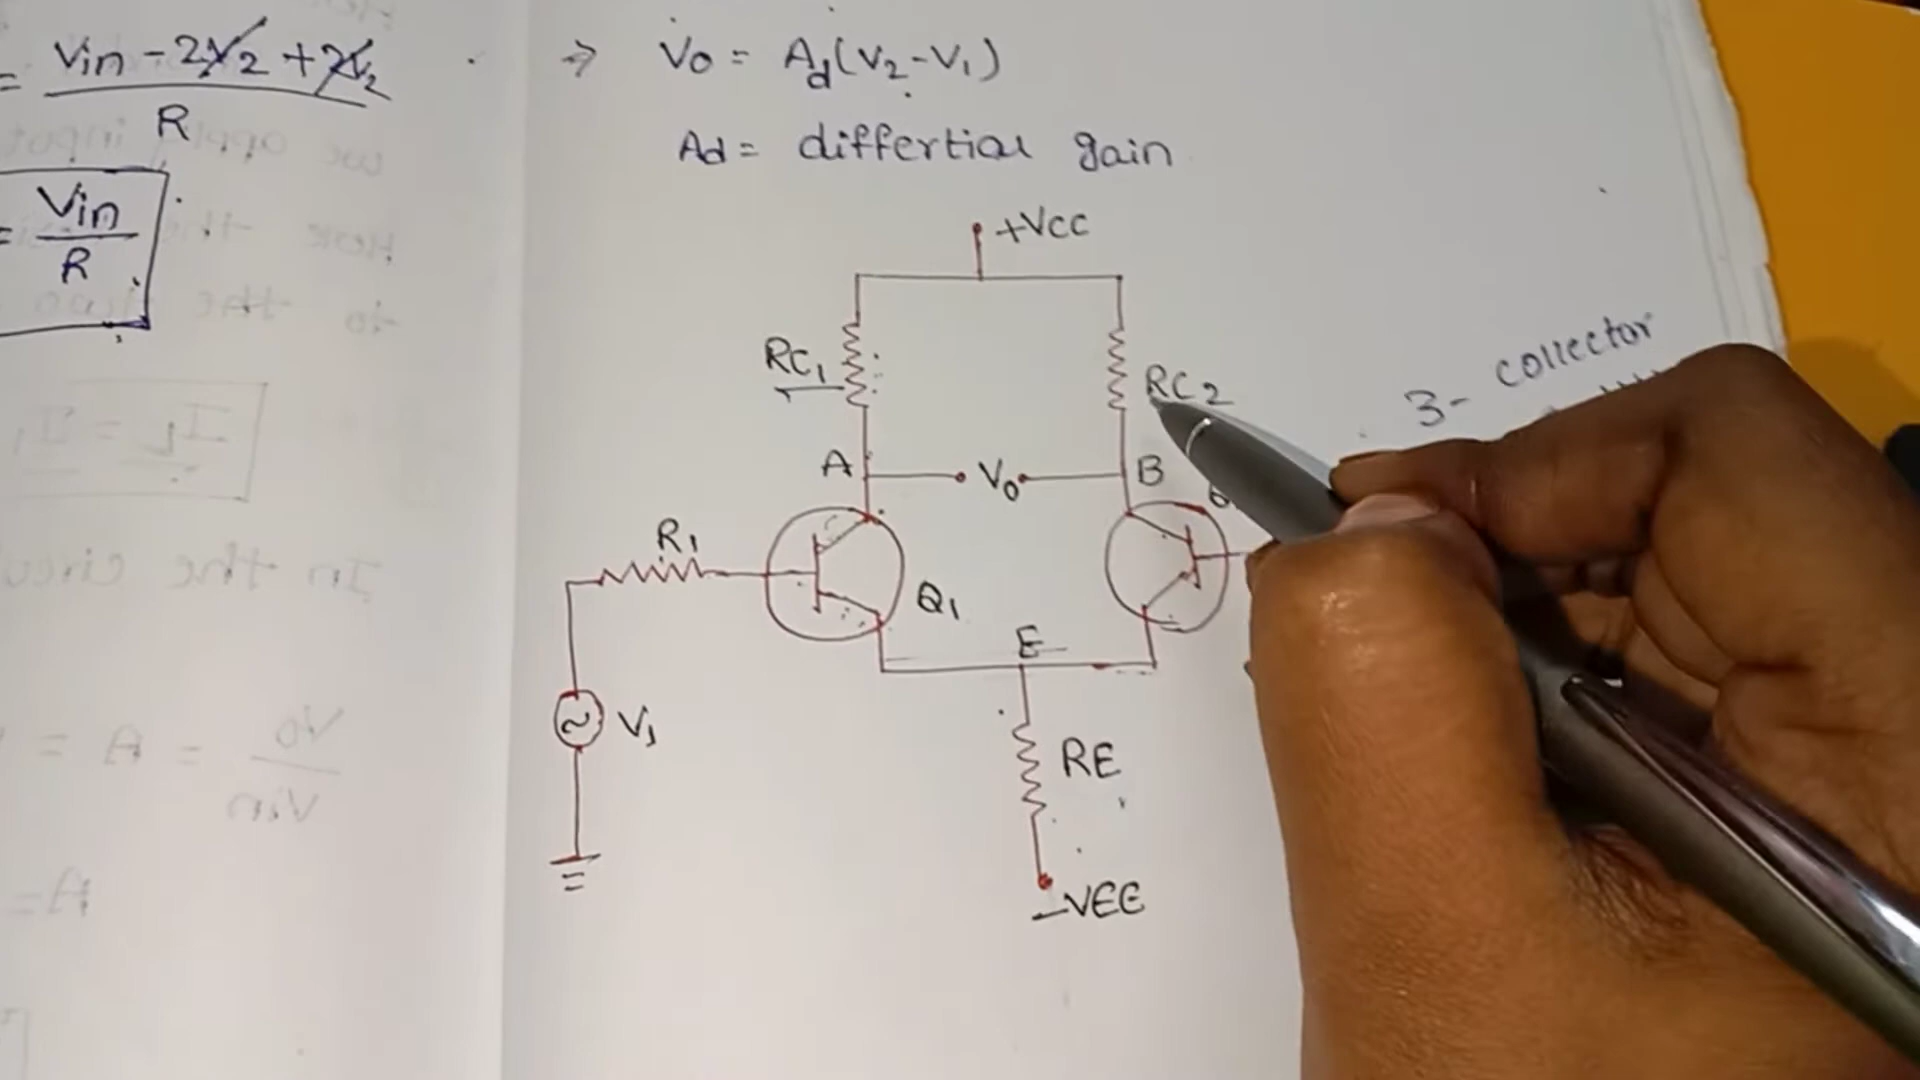 = Vin - 2V2 + 2V2
R
= Vin
R
⇒ Vo = Ad(V2-V1)
Ad = differtial gain
+VCC
RC1
RC2
3- collector
A
Vo
B
R1
Q1
E
V1
RE
-VEE